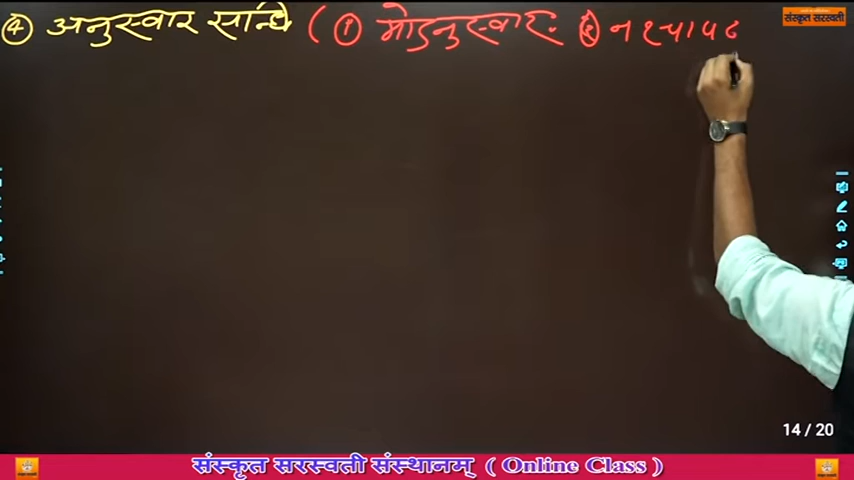 ④ अनुस्वार सन्धि ( ① मोऽनुस्वारः ② नश्चापद
संस्कृत सरस्वती
14 / 20
संस्कृत सरस्वती संस्थानम् ( Online Class )